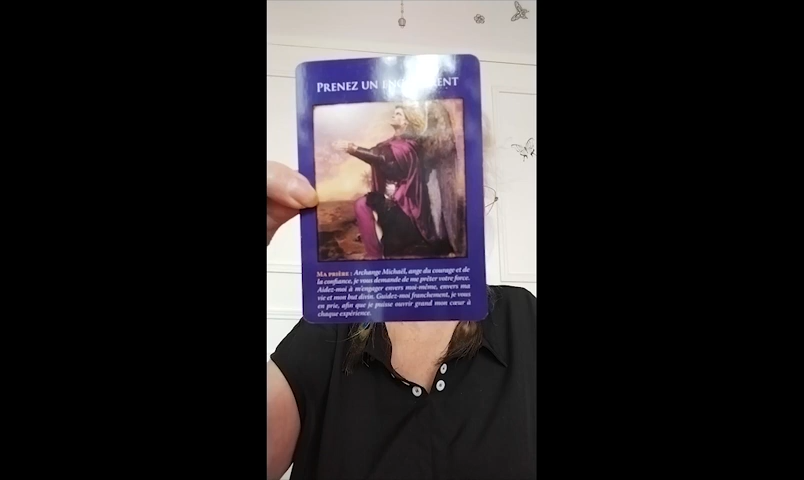 PRENEZ UN ENGAGEMENT
MA PRIÈRE : Archange Michaël, ange du courage et de
la confiance, je vous demande de me prêter votre force.
Aidez-moi à m'engager envers moi-même, envers ma
vie et mon but divin. Guidez-moi franchement, je vous
en prie, afin que je puisse ouvrir grand mon cœur à
chaque expérience.